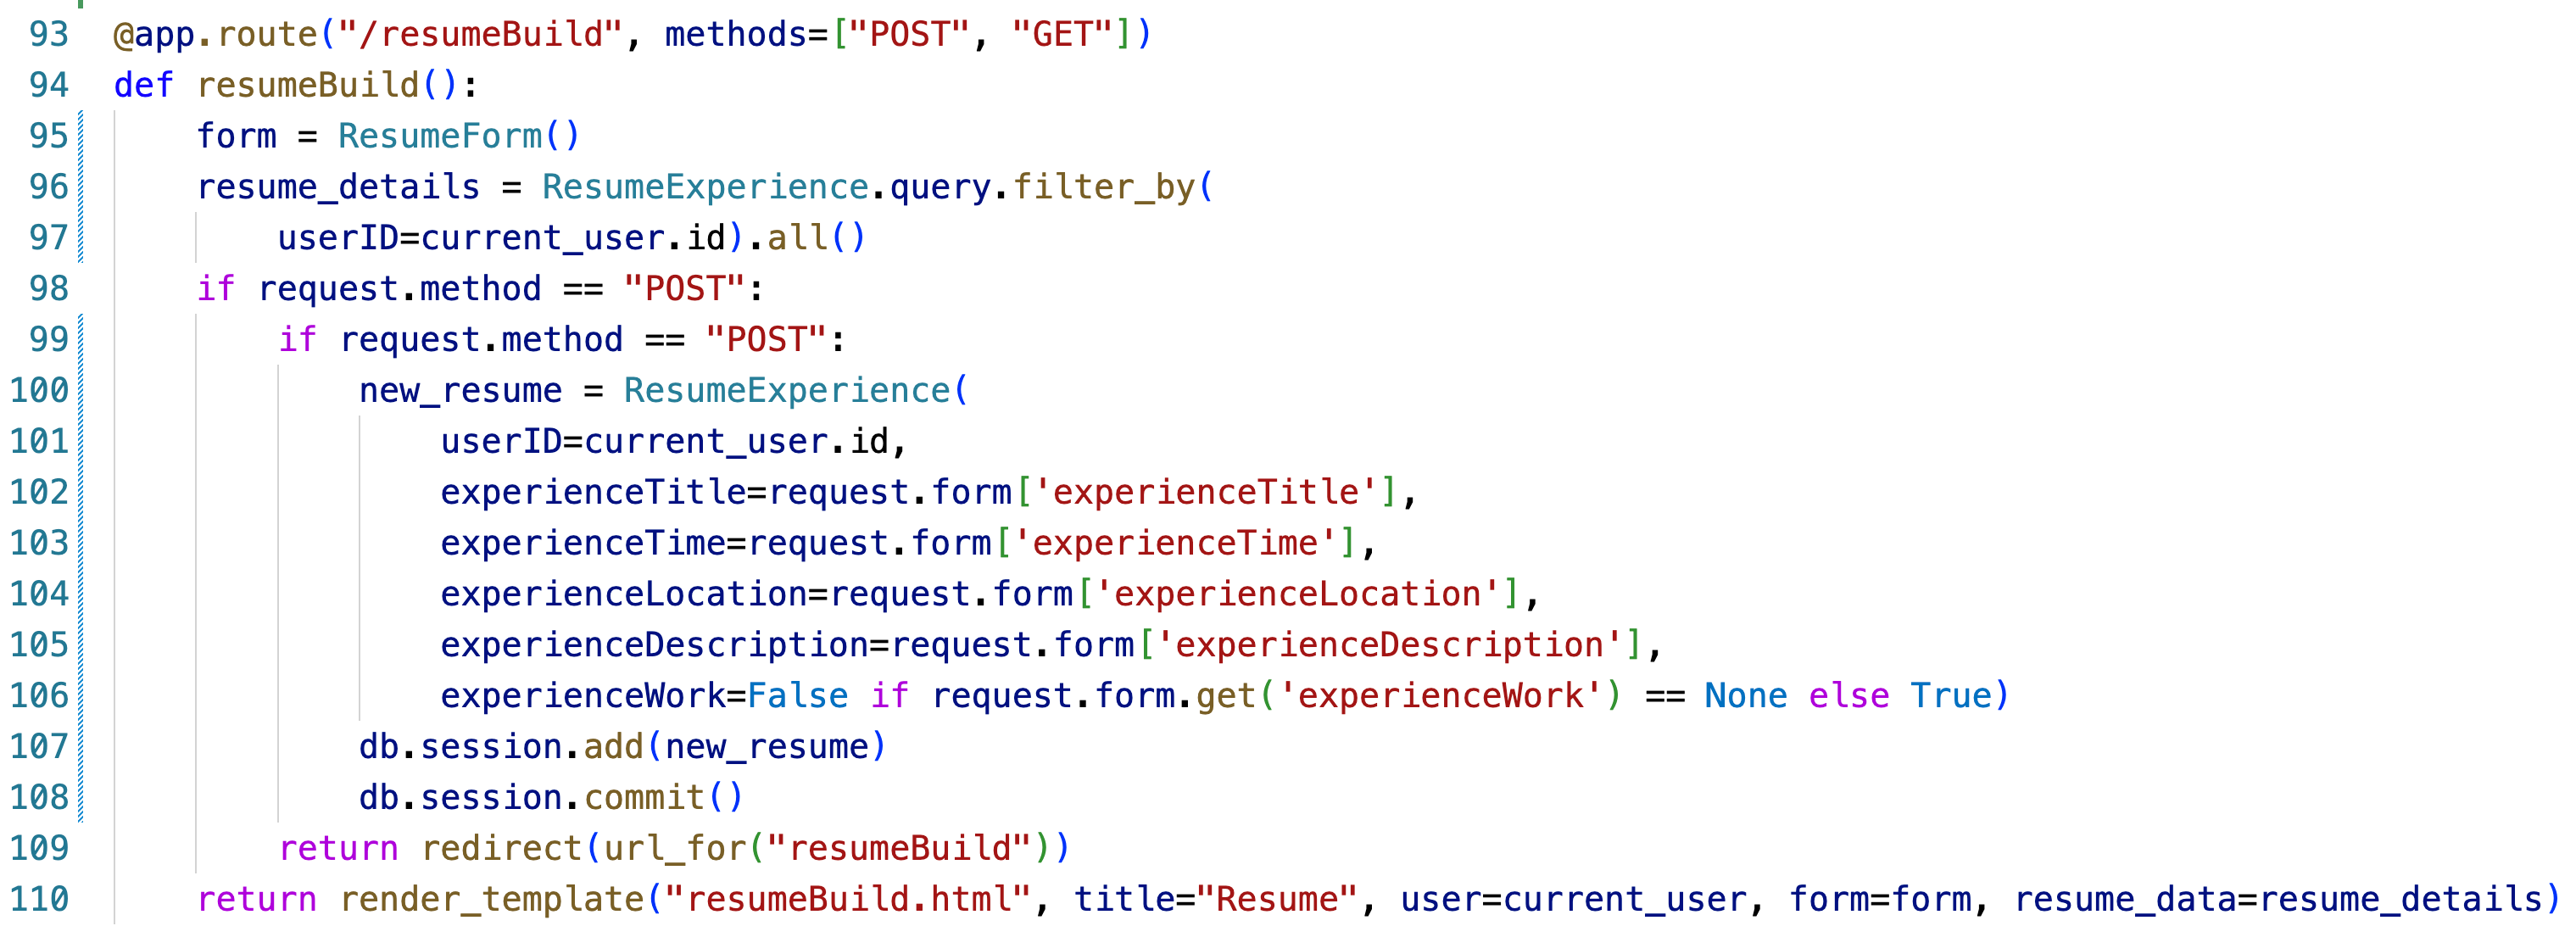 93 @app.route("/resumeBuild", methods=["POST", "GET"])
94 def resumeBuild():
95     form = ResumeForm()
96     resume_details = ResumeExperience.query.filter_by(
97         userID=current_user.id).all()
98     if request.method == "POST":
99         if request.method == "POST":
100             new_resume = ResumeExperience(
101                 userID=current_user.id,
102                 experienceTitle=request.form['experienceTitle'],
103                 experienceTime=request.form['experienceTime'],
104                 experienceLocation=request.form['experienceLocation'],
105                 experienceDescription=request.form['experienceDescription'],
106                 experienceWork=False if request.form.get('experienceWork') == None else True)
107             db.session.add(new_resume)
108             db.session.commit()
109         return redirect(url_for("resumeBuild"))
110     return render_template("resumeBuild.html", title="Resume", user=current_user, form=form, resume_data=resume_details)